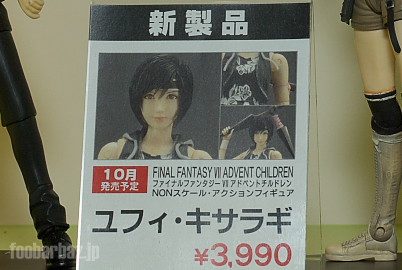 新製品
10月
発売予定
FINAL FANTASY VII ADVENT CHILDREN
ファイナルファンタジーVII アドベントチルドレン
NONスケール・アクションフィギュア
ユフィ・キサラギ
¥3,990
foobarbaz.jp